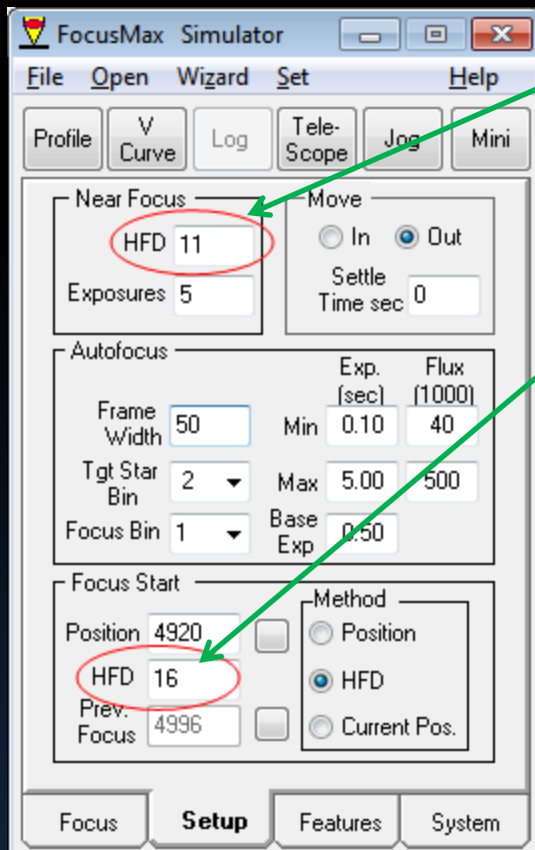 FocusMax Simulator
File Open Wizard Set Help
Profile V Curve Log Tele-Scope Jog Mini
Near Focus
HFD 11
Exposures 5
Move
In Out
Settle
Time sec 0
Autofocus
Exp. (sec) Flux (1000)
Frame Width 50 Min 0.10 40
Tgt Star Bin 2 Max 5.00 500
Focus Bin 1 Base Exp 0.50
Focus Start
Position 4920
HFD 16
Prev. Focus 4996
Method
Position
HFD
Current Pos.
Focus Setup Features System